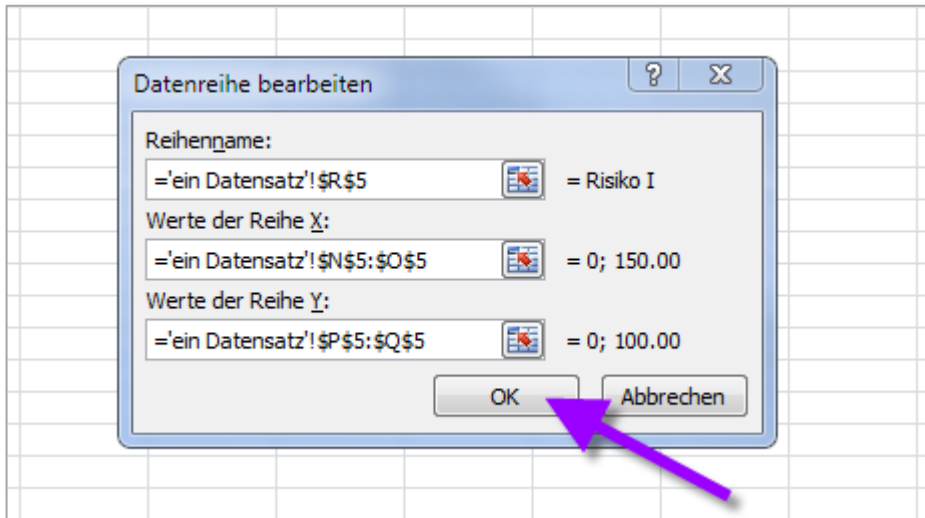 Datenreihe bearbeiten
Reihenname:
='ein Datensatz'!$R$5 = Risiko I
Werte der Reihe X:
='ein Datensatz'!$N$5:$O$5 = 0; 150.00
Werte der Reihe Y:
='ein Datensatz'!$P$5:$Q$5 = 0; 100.00
OK Abbrechen